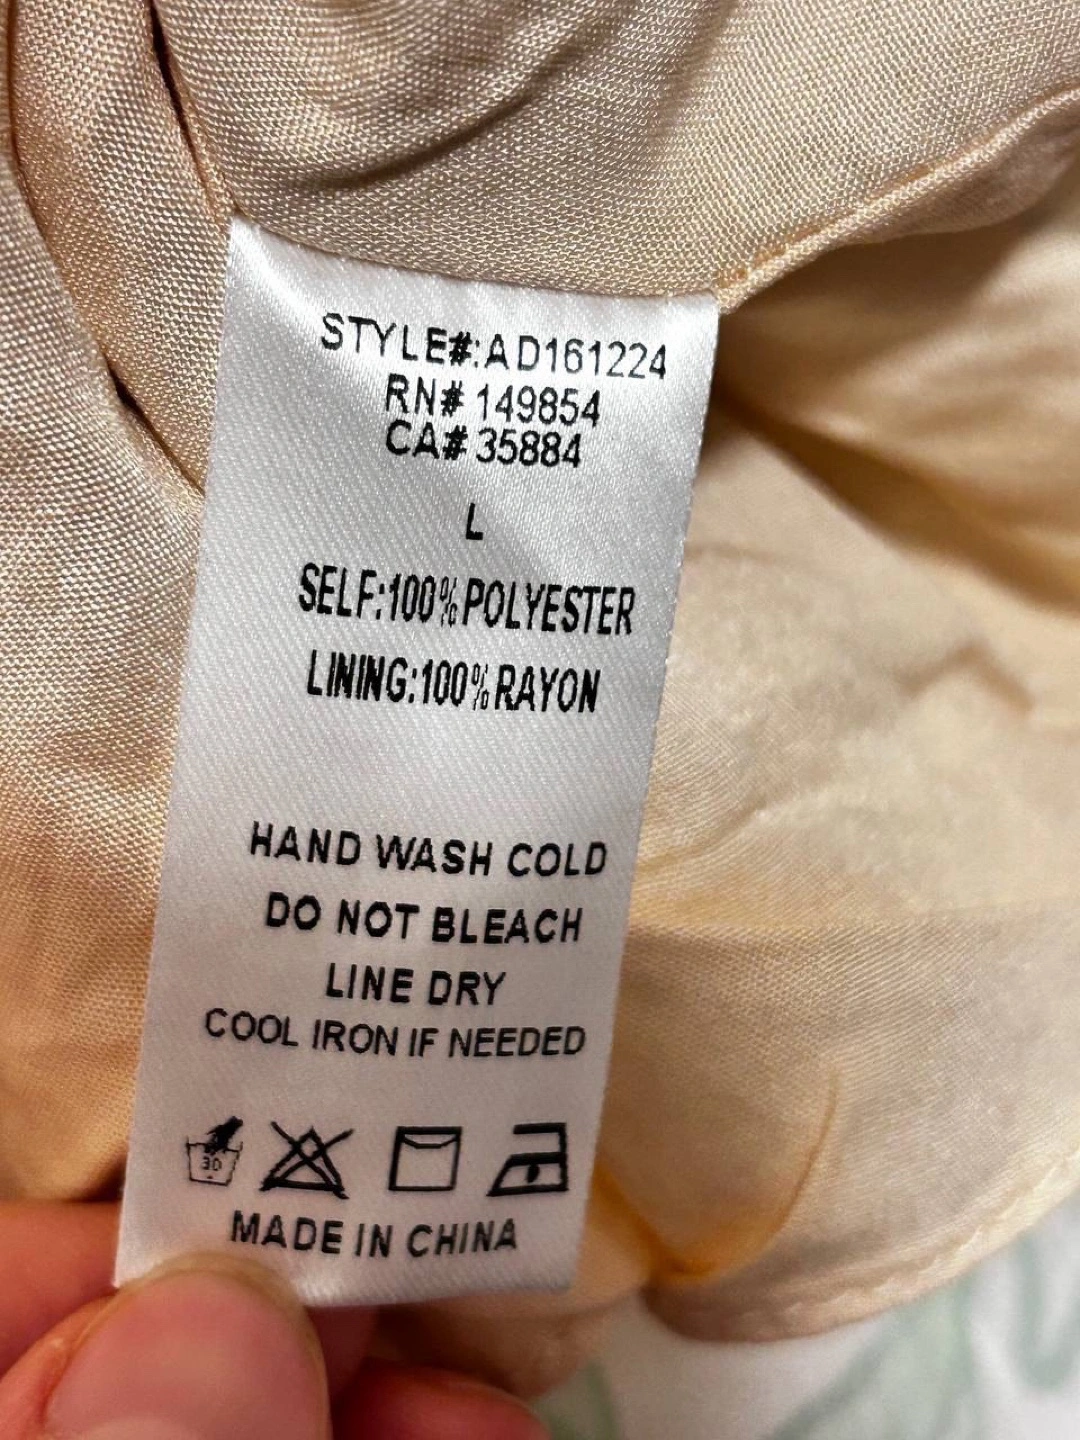 STYLE#:AD161224
RN# 149854
CA# 35884
L
SELF:100%POLYESTER
LINING:100%RAYON
HAND WASH COLD
DO NOT BLEACH
LINE DRY
COOL IRON IF NEEDED
30
MADE IN CHINA